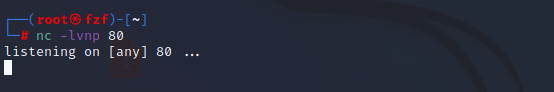 ┌──(root㉿fzf)-[~]
└─# nc -lvnp 80
listening on [any] 80 ...